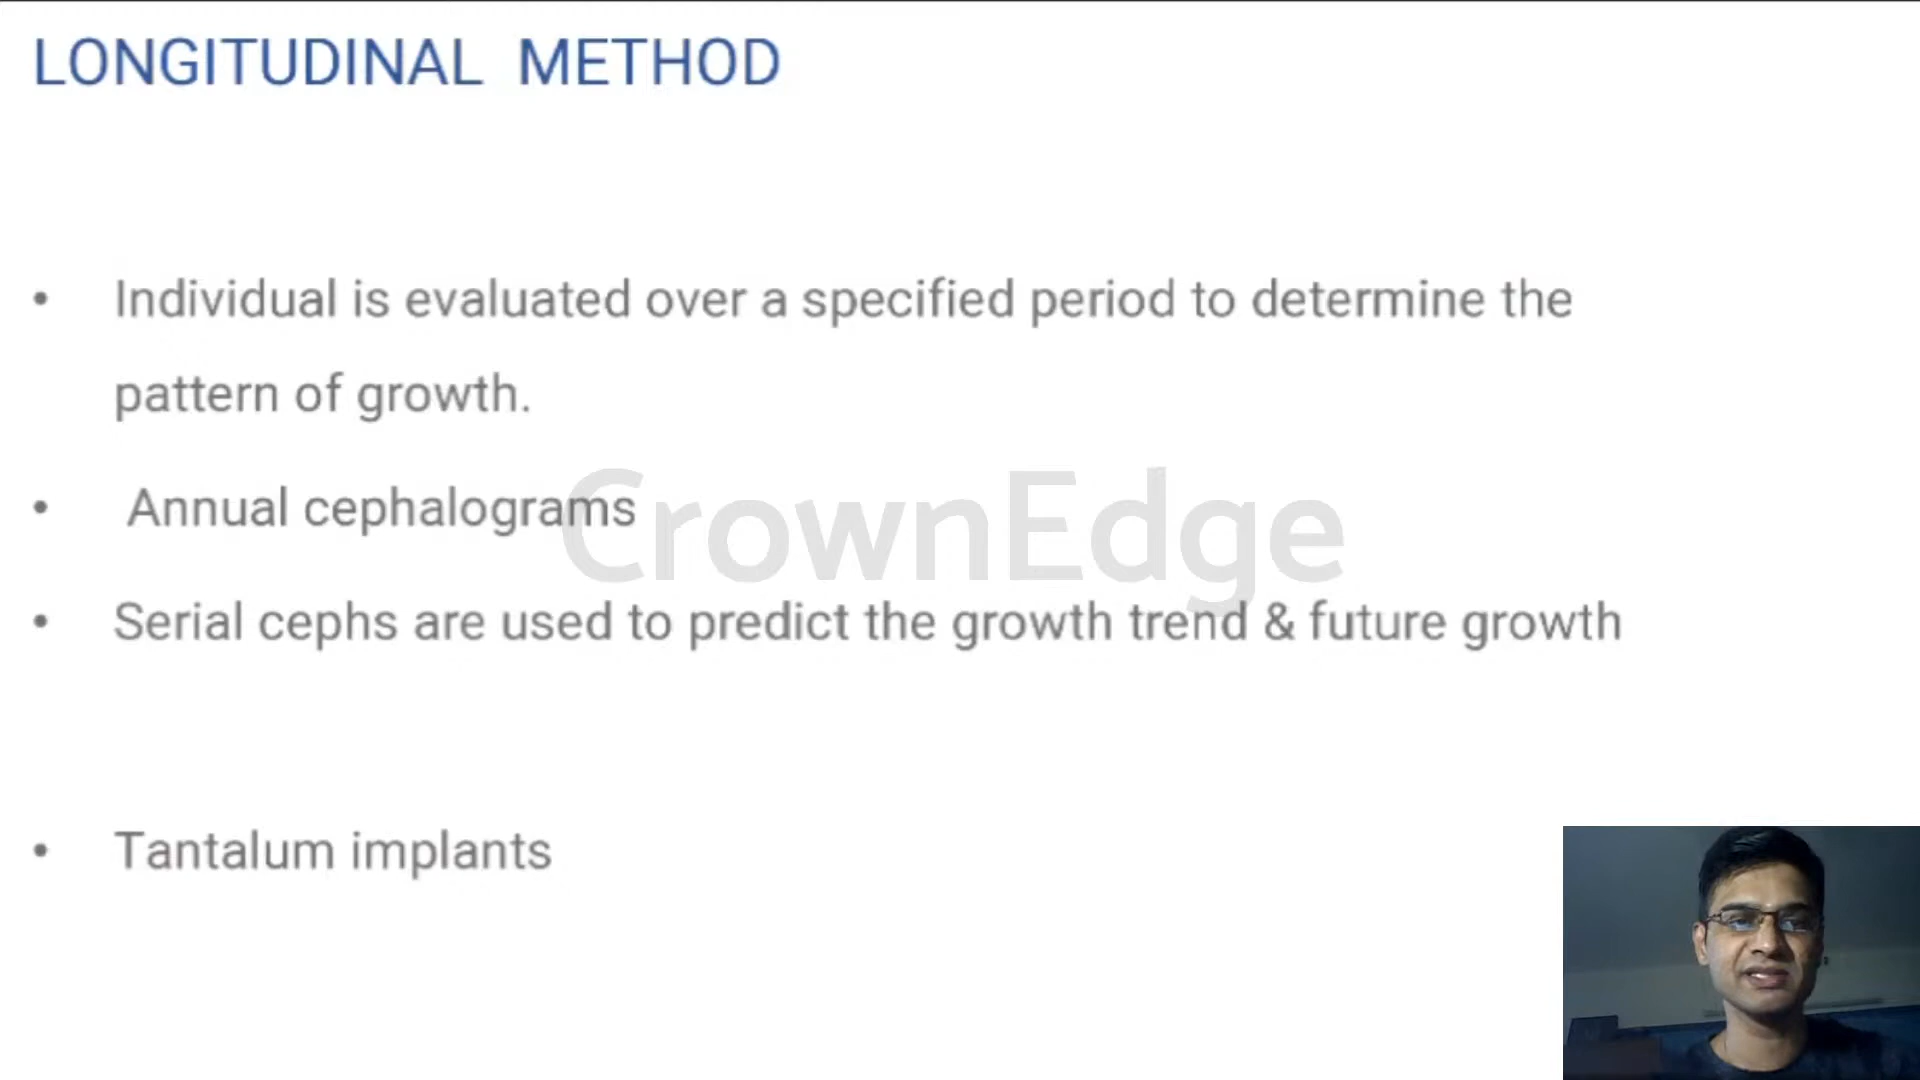 LONGITUDINAL METHOD
• Individual is evaluated over a specified period to determine the
pattern of growth.
• Annual cephalograms
CrownEdge
• Serial cephs are used to predict the growth trend & future growth
• Tantalum implants